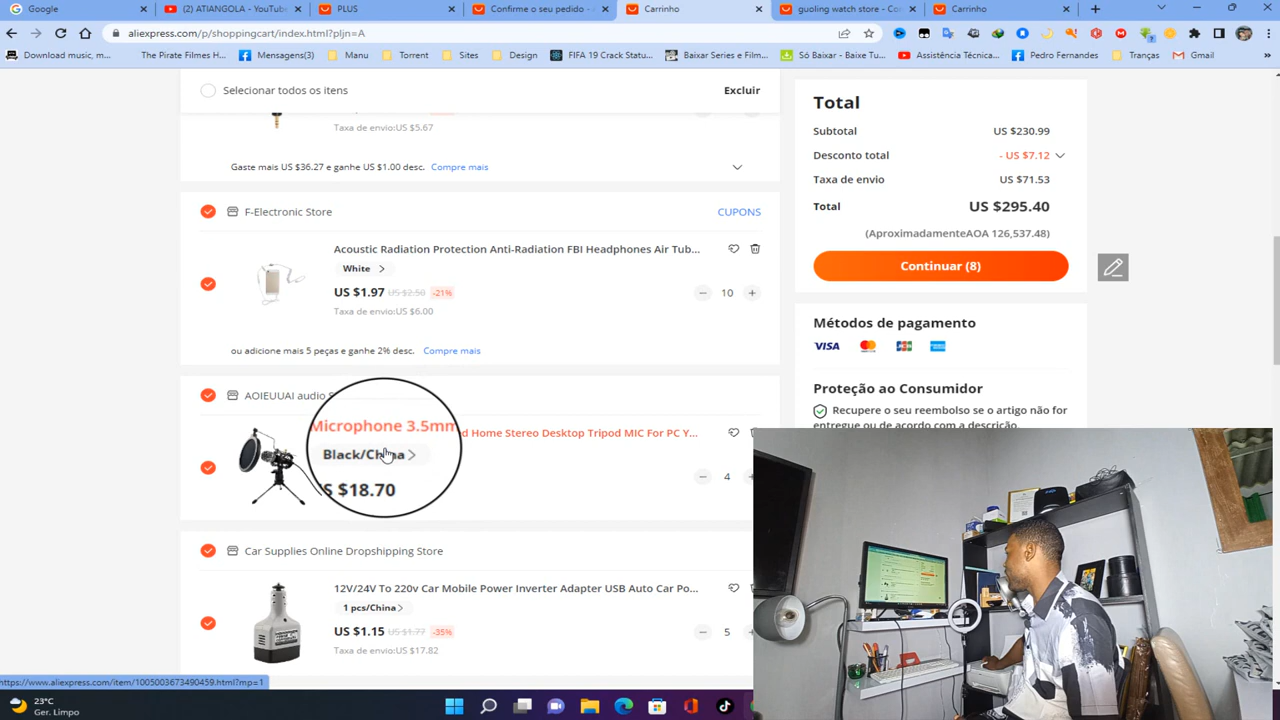 Google
ATIANGOLA - YouTube
PLUS
Confirme o seu pedido - A
Carrinho
guoling watch store - Con
Carrinho
aliexpress.com/p/shoppingcart/index.html?pljn=A
Download music, m...
The Pirate Filmes H...
Mensagens(3)
Manu
Torrent
Sites
Design
FIFA 19 Crack Statu...
Baixar Series e Film...
Só Baixar - Baixe Tu...
Assistência Técnica...
Pedro Fernandes
Tranças
Gmail
Selecionar todos os itens
Excluir
Taxa de envio:US $5.67
Gaste mais US $36.27 e ganhe US $1.00 desc. Compre mais
F-Electronic Store
CUPONS
Acoustic Radiation Protection Anti-Radiation FBI Headphones Air Tub...
White
US $1.97 US $2.50 -21%
10
Taxa de envio:US $6.00
ou adicione mais 5 peças e ganhe 2% desc. Compre mais
AOIEUUAI audio S
Microphone 3.5mm d Home Stereo Desktop Tripod MIC For PC Y...
Black/China
S $18.70
4
Car Supplies Online Dropshipping Store
12V/24V To 220v Car Mobile Power Inverter Adapter USB Auto Car Po...
1 pcs/China
US $1.15 US $1.77 -35%
5
Taxa de envio:US $17.82
Total
Subtotal US $230.99
Desconto total - US $7.12
Taxa de envio US $71.53
Total US $295.40
(AproximadamenteAOA 126,537.48)
Continuar (8)
Métodos de pagamento
VISA
Proteção ao Consumidor
Recupere o seu reembolso se o artigo não for
entregue ou de acordo com a descrição.
https://www.aliexpress.com/item/1005003673490459.html?mp=1
23°C
Ger. Limpo